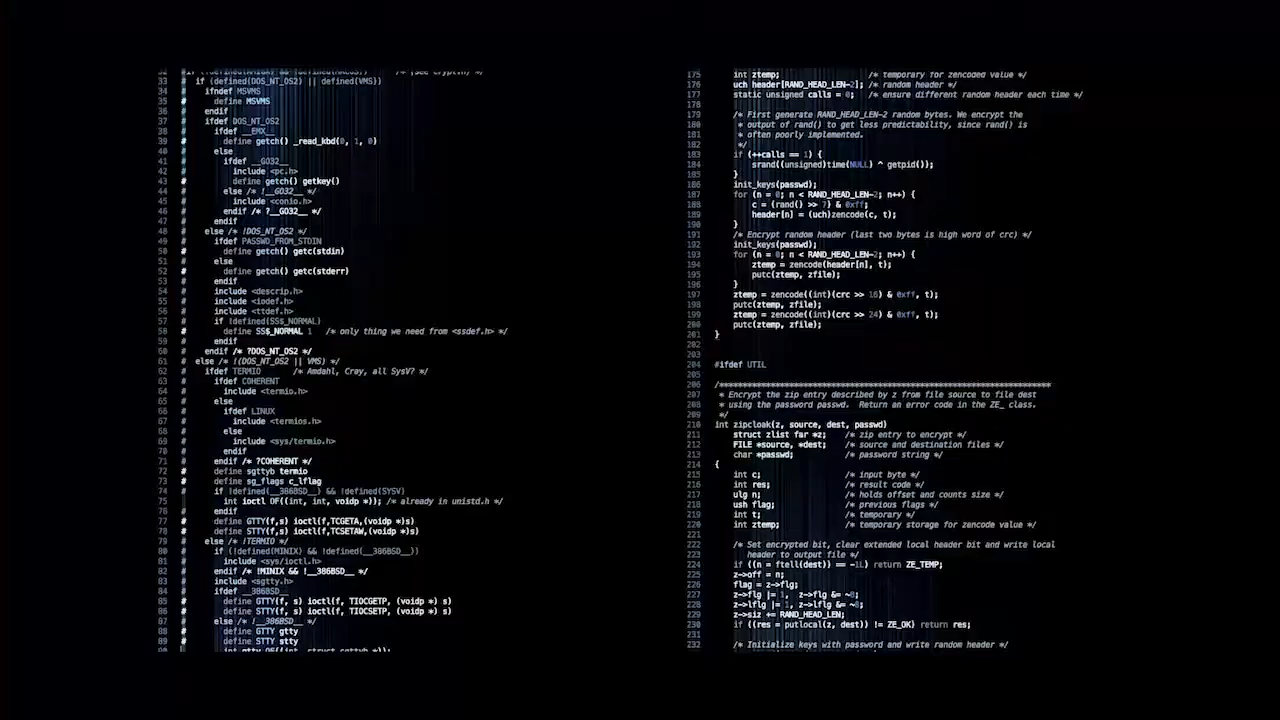 32 #if (!defined(AMIGA) && !defined(MACOS)) /* (see crypt.h) */
33 # if (defined(DOS_NT_OS2) || defined(VMS))
34 # ifndef MSVMS
35 # define MSVMS
36 # endif
37 # ifdef DOS_NT_OS2
38 # ifdef __EMX__
39 # define getch() _read_kbd(0, 1, 0)
40 # else
41 # ifdef __GO32__
42 # include <pc.h>
43 # define getch() getkey()
44 # else /* !__GO32__ */
45 # include <conio.h>
46 # endif /* ?__GO32__ */
47 # endif
48 # else /* !DOS_NT_OS2 */
49 # ifdef PASSWD_FROM_STDIN
50 # define getch() getc(stdin)
51 # else
52 # define getch() getc(stderr)
53 # endif
54 # include <descrip.h>
55 # include <iodef.h>
56 # include <ttdef.h>
57 # if !defined(SS$_NORMAL)
58 # define SS$_NORMAL 1 /* only thing we need from <ssdef.h> */
59 # endif
60 # endif /* ?DOS_NT_OS2 */
61 # else /* !(DOS_NT_OS2 || VMS) */
62 # ifdef TERMIO /* Amdahl, Cray, all SysV? */
63 # ifdef COHERENT
64 # include <termio.h>
65 # else
66 # ifdef LINUX
67 # include <termios.h>
68 # else
69 # include <sys/termio.h>
70 # endif
71 # endif /* ?COHERENT */
72 # define sgttyb termio
73 # define sg_flags c_lflag
74 # if !defined(__386BSD__) && !defined(SYSV)
75 int ioctl OF((int, int, voidp *)); /* already in unistd.h */
76 # endif
77 # define GTTY(f,s) ioctl(f,TCGETA,(voidp *)s)
78 # define STTY(f,s) ioctl(f,TCSETAW,(voidp *)s)
79 # else /* !TERMIO */
80 # if (!defined(MINIX) && !defined(__386BSD__))
81 # include <sys/ioctl.h>
82 # endif /* !MINIX && !__386BSD__ */
83 # include <sgtty.h>
84 # ifdef __386BSD__
85 # define GTTY(f, s) ioctl(f, TIOCGETP, (voidp *) s)
86 # define STTY(f, s) ioctl(f, TIOCSETP, (voidp *) s)
87 # else /* !__386BSD__ */
88 # define GTTY gtty
89 # define STTY stty
90 int gtty OF((int, struct sgttyb *));
175 int ztemp; /* temporary for zencoded value */
176 uch header[RAND_HEAD_LEN-2]; /* random header */
177 static unsigned calls = 0; /* ensure different random header each time */
178
179 /* First generate RAND_HEAD_LEN-2 random bytes. We encrypt the
180 * output of rand() to get less predictability, since rand() is
181 * often poorly implemented.
182 */
183 if (++calls == 1) {
184 srand((unsigned)time(NULL) ^ getpid());
185 }
186 init_keys(passwd);
187 for (n = 0; n < RAND_HEAD_LEN-2; n++) {
188 c = (rand() >> 7) & 0xff;
189 header[n] = (uch)zencode(c, t);
190 }
191 /* Encrypt random header (last two bytes is high word of crc) */
192 init_keys(passwd);
193 for (n = 0; n < RAND_HEAD_LEN-2; n++) {
194 ztemp = zencode(header[n], t);
195 putc(ztemp, zfile);
196 }
197 ztemp = zencode((int)(crc >> 16) & 0xff, t);
198 putc(ztemp, zfile);
199 ztemp = zencode((int)(crc >> 24) & 0xff, t);
200 putc(ztemp, zfile);
201 }
202
203
204 #ifdef UTIL
205
206 /***********************************************************************
207 * Encrypt the zip entry described by z from file source to file dest
208 * using the password passwd. Return an error code in the ZE_ class.
209 */
210 int zipcloak(z, source, dest, passwd)
211 struct zlist far *z; /* zip entry to encrypt */
212 FILE *source, *dest; /* source and destination files */
213 char *passwd; /* password string */
214 {
215 int c; /* input byte */
216 int res; /* result code */
217 ulg n; /* holds offset and counts size */
218 ush flag; /* previous flags */
219 int t; /* temporary */
220 int ztemp; /* temporary storage for zencode value */
221
222 /* Set encrypted bit, clear extended local header bit and write local
223 header to output file */
224 if ((n = ftell(dest)) == -1L) return ZE_TEMP;
225 z->off = n;
226 flag = z->flg;
227 z->flg |= 1, z->flg &= ~8;
228 z->lflg |= 1, z->lflg &= ~8;
229 z->siz += RAND_HEAD_LEN;
230 if ((res = putlocal(z, dest)) != ZE_OK) return res;
231
232 /* Initialize keys with password and write random header */